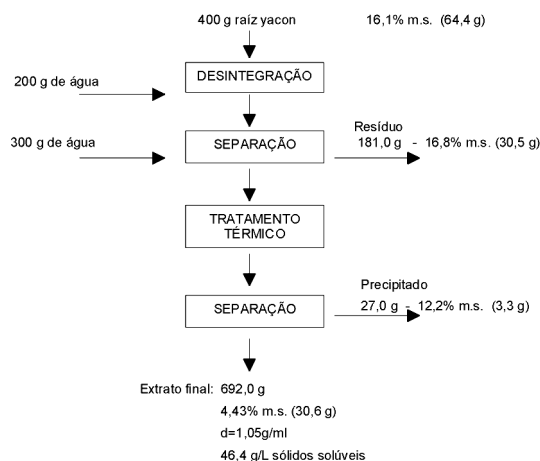 400 g raíz yacon 16,1% m.s. (64,4 g)
DESINTEGRAÇÃO
200 g de água
Resíduo
300 g de água
SEPARAÇÃO
181,0 g - 16,8% m.s. (30,5 g)
TRATAMENTO
TÉRMICO
Precipitado
SEPARAÇÃO
27,0 g - 12,2% m.s. (3,3 g)
Extrato final: 692,0 g
4,43% m.s. (30,6 g)
d=1,05g/ml
46,4 g/L sólidos solúveis